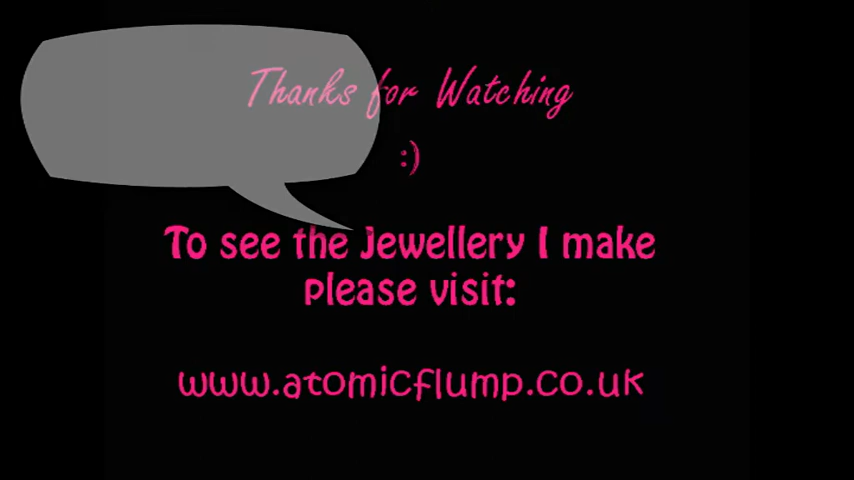 Thanks for Watching
:)
To see the Jewellery I make
please visit:
www.atomicflump.co.uk